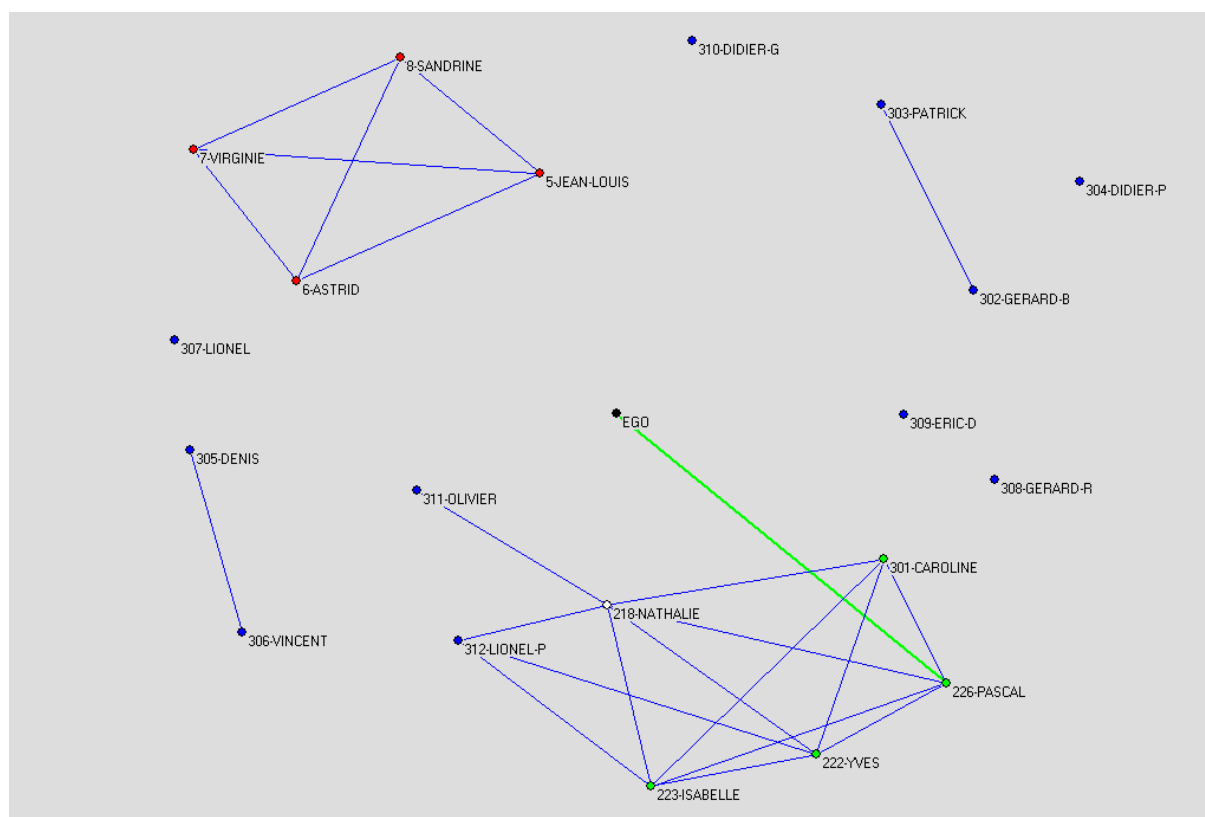 310-DIDIER-G
8-SANDRINE
303-PATRICK
7-VIRGINIE
5-JEAN-LOUIS
304-DIDIER-P
6-ASTRID
302-GERARD-B
307-LIONEL
EGO
309-ERIC-D
305-DENIS
308-GERARD-R
311-OLIVIER
301-CAROLINE
218-NATHALIE
306-VINCENT
312-LIONEL-P
226-PASCAL
222-YVES
223-ISABELLE